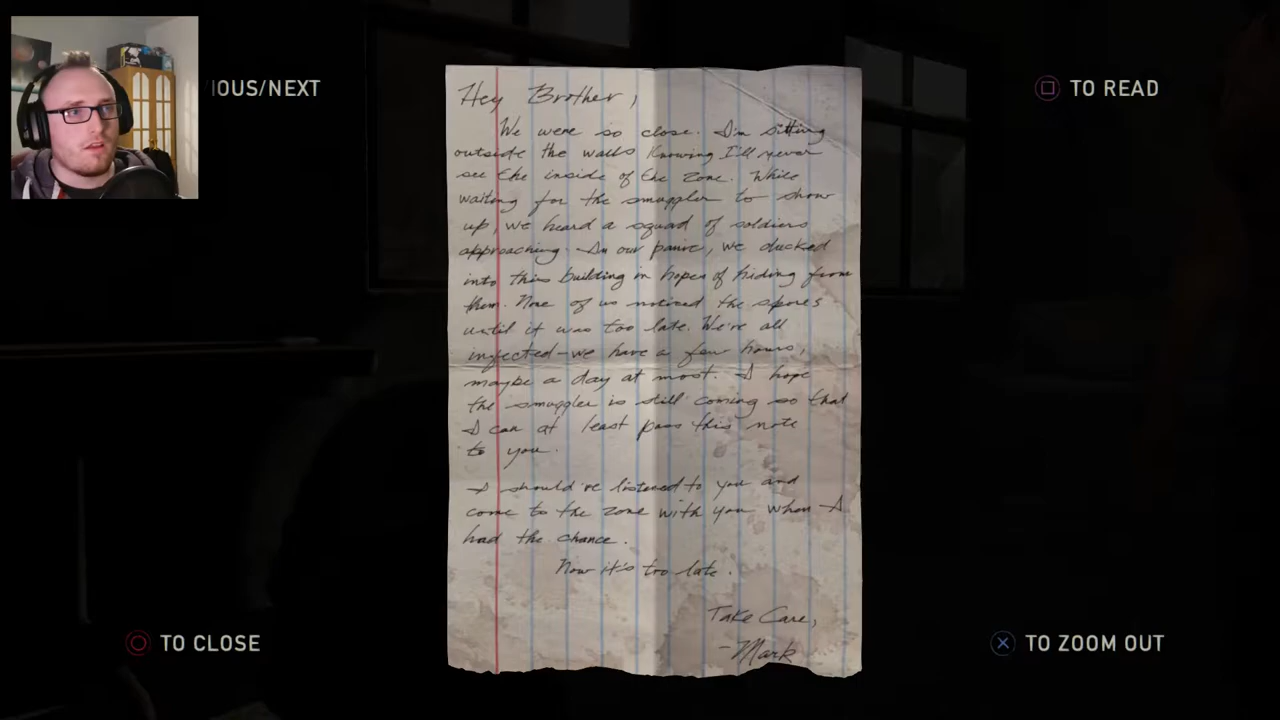 IOUS/NEXT
TO READ
Hey Brother,
We were so close. I'm sitting
outside the walls knowing I'll never
see the inside of the zone. While
waiting for the smuggler to show
up, we heard a squad of soldiers
approaching. In our panic, we ducked
into this building in hopes of hiding from
them. None of us noticed the spores
until it was too late. We're all
infected-we have a few hours,
maybe a day at most. I hope
the smuggler is still coming so that
I can at least pass this note
to you.
I should've listened to you and
come to the zone with you when I
had the chance.
Now it's too late.
Take Care,
-Mark
TO CLOSE
TO ZOOM OUT